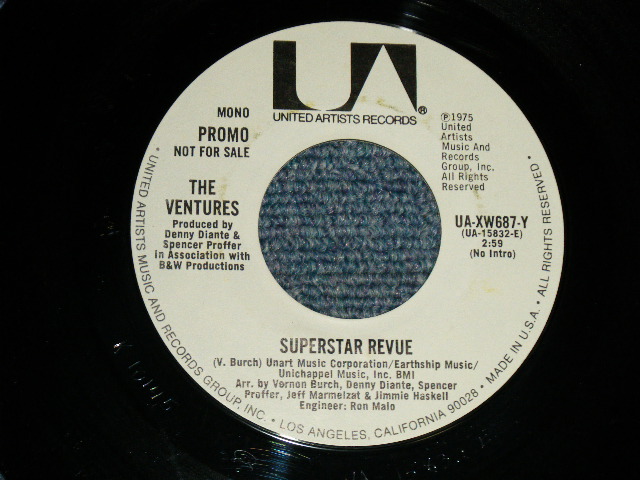 UA®
UNITED ARTISTS RECORDS
MONO
PROMO
NOT FOR SALE
℗1975
United
Artists
Music And
Records
Group, Inc.
All Rights
Reserved
THE
VENTURES
Produced by
Denny Diante &
Spencer Proffer
in Association with
B&W Productions
UA-XW687-Y
(UA-15832-E)
2:59
(No Intro)
SUPERSTAR REVUE
(V. Burch) Unart Music Corporation/Earthship Music/
Unichappel Music, Inc. BMI
Arr. by Vernon Burch, Denny Diante, Spencer
Proffer, Jeff Marmelzat & Jimmie Haskell
Engineer: Ron Malo
• UNITED ARTISTS MUSIC AND RECORDS GROUP, INC. • LOS ANGELES, CALIFORNIA 90028 • MADE IN U.S.A. • ALL RIGHTS RESERVED •